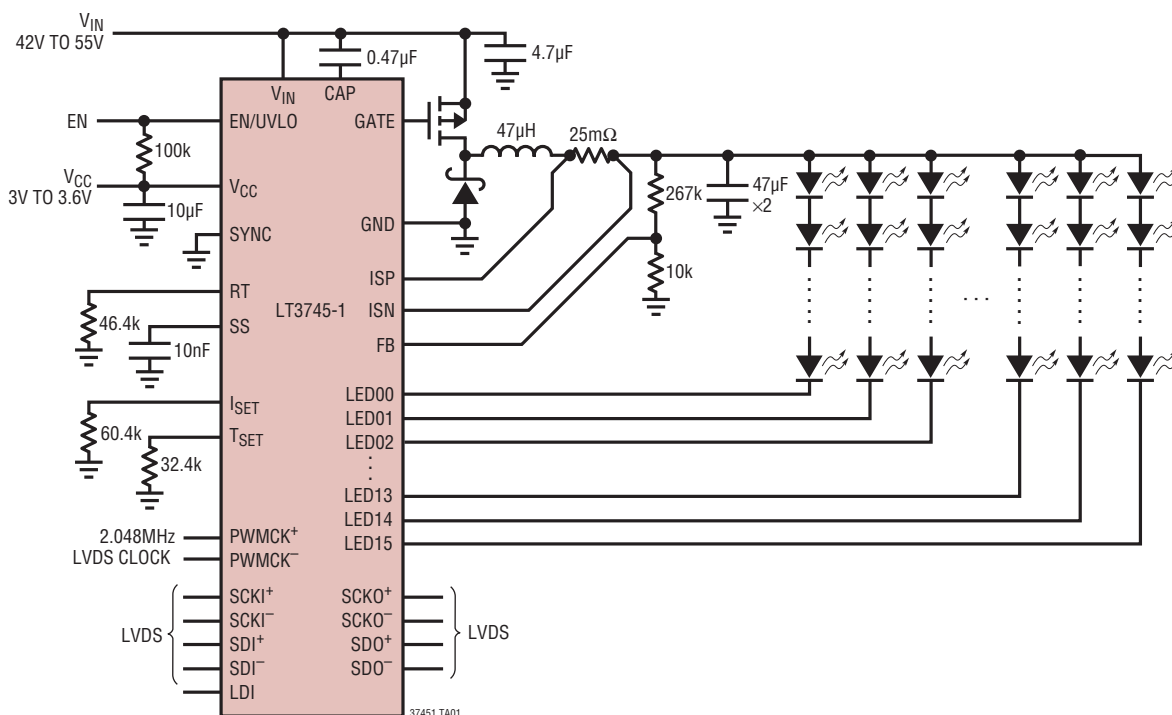 VIN
42V TO 55V
0.47µF
4.7µF
VIN
CAP
EN
EN/UVLO
GATE
100k
47µH
25mΩ
VCC
3V TO 3.6V
VCC
10µF
267k
47µF
×2
GND
SYNC
10k
ISP
RT
LT3745-1
ISN
46.4k
SS
10nF
FB
ISET
LED00
60.4k
LED01
TSET
LED02
32.4k
LED13
LED14
2.048MHz
LVDS CLOCK
PWMCK+
PWMCK–
LED15
SCKI+
SCKO+
SCKI–
SCKO–
LVDS
LVDS
SDI+
SDO+
SDI–
SDO–
LDI
37451 TA01